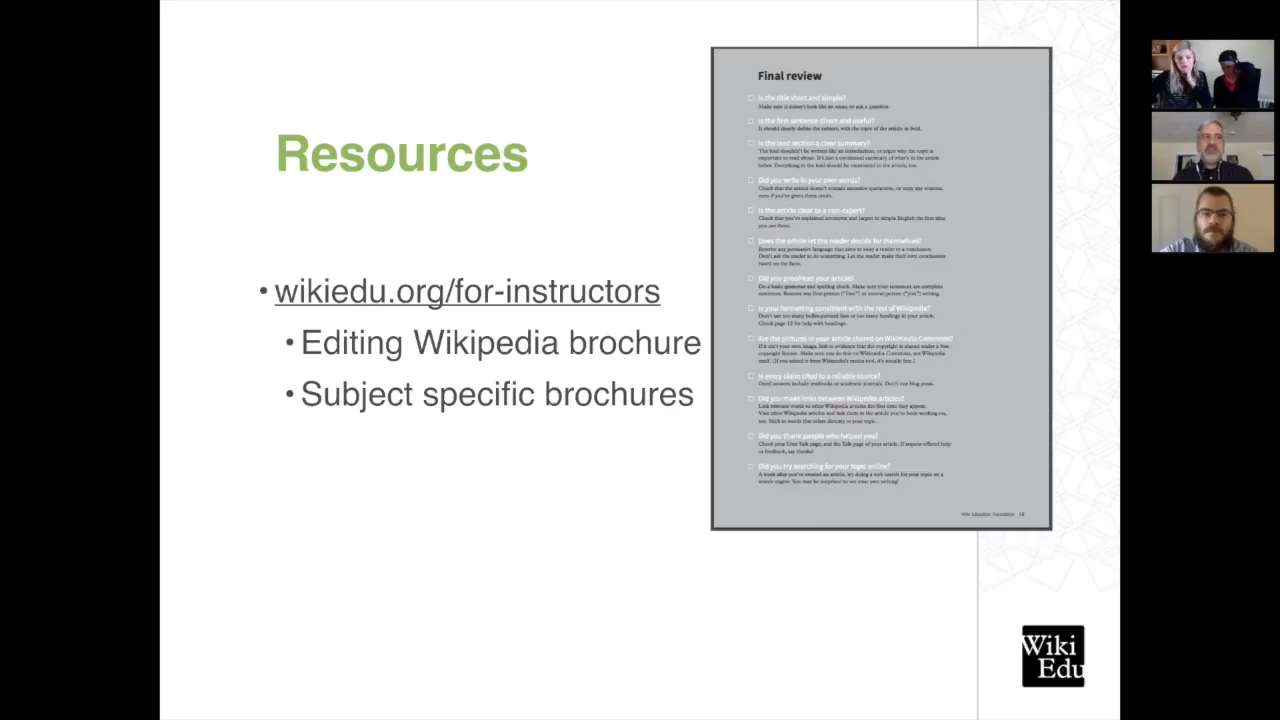 Resources
• wikiedu.org/for-instructors
• Editing Wikipedia brochure
• Subject specific brochures
Final review
Is the title short and simple?
Make sure it doesn't look like an essay, or ask a question.
Is the first sentence direct and useful?
It should clearly define the subject, with the topic of the article in bold.
Is the lead section a clear summary?
The lead shouldn't be written like an introduction, or argue why the topic is
important to read about. It's just a condensed summary of what's in the article
below. Everything in the lead should be mentioned in the article, too.
Did you write in your own words?
Check that the article doesn't contain excessive quotations, or copy any sources,
even if you've given them credit.
Is the article clear to a non-expert?
Check that you've explained acronyms and jargon in simple English the first time
you use them.
Does the article let the reader decide for themselves?
Rewrite any persuasive language that aims to sway a reader to a conclusion.
Don't ask the reader to do something. Let the reader make their own conclusions
based on the facts.
Did you proofread your article?
Do a basic grammar and spelling check. Make sure your sentences are complete
sentences. Remove any first-person ("I/we") or second-person ("you") writing.
Is your formatting consistent with the rest of Wikipedia?
Don't use too many bullet-pointed lists or too many headings in your article.
Check page 12 for help with headings.
Are the pictures in your article shared on Wikimedia Commons?
If it isn't your own image, link to evidence that the copyright is shared under a free
copyright license. Make sure you do this on Wikimedia Commons, not Wikipedia
itself. (If you added it from Wikipedia's media tool, it's usually fine.)
Is every claim cited to a reliable source?
Good sources include textbooks or academic journals. Don't cite blog posts.
Did you make links between Wikipedia articles?
Link relevant words to other Wikipedia articles the first time they appear.
Visit other Wikipedia articles and link them to the article you've been working on,
too. Stick to words that relate directly to your topic.
Did you thank people who helped you?
Check your User Talk page, and the Talk page of your article. If anyone offered help
or feedback, say thanks!
Did you try searching for your topic online?
A week after you've created an article, try doing a web search for your topic on a
search engine. You may be surprised to see your own writing!
Wiki Education Foundation
Wiki
Edu